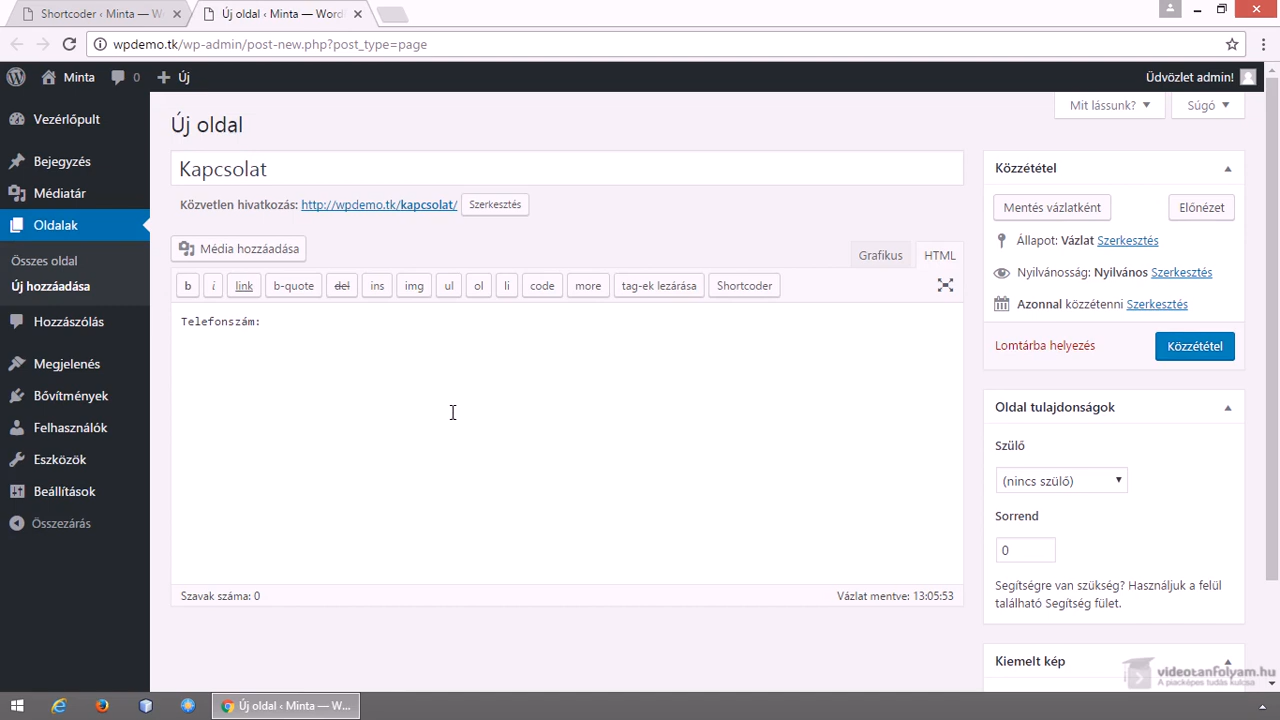 Shortcoder ‹ Minta — W
Új oldal ‹ Minta — Word
wpdemo.tk/wp-admin/post-new.php?post_type=page
Minta 0 Új Üdvözlet admin!
Mit lássunk? Súgó
Vezérlőpult
Bejegyzés
Médiatár
Oldalak
Összes oldal
Új hozzáadása
Hozzászólás
Megjelenés
Bővítmények
Felhasználók
Eszközök
Beállítások
Összezárás
Új oldal
Kapcsolat
Közvetlen hivatkozás: http://wpdemo.tk/kapcsolat/ Szerkesztés
Média hozzáadása
Grafikus HTML
b i link b-quote del ins img ul ol li code more tag-ek lezárása Shortcoder
Telefonszám:
Szavak száma: 0 Vázlat mentve: 13:05:53
Közzététel
Mentés vázlatként Előnézet
Állapot: Vázlat Szerkesztés
Nyilvánosság: Nyilvános Szerkesztés
Azonnal közzétenni Szerkesztés
Lomtárba helyezés Közzététel
Oldal tulajdonságok
Szülő
(nincs szülő)
Sorrend
0
Segítségre van szükség? Használjuk a felül
található Segítség fület.
Kiemelt kép
videotanfolyam.hu
A piacképes tudás kulcsa
Új oldal ‹ Minta — W...